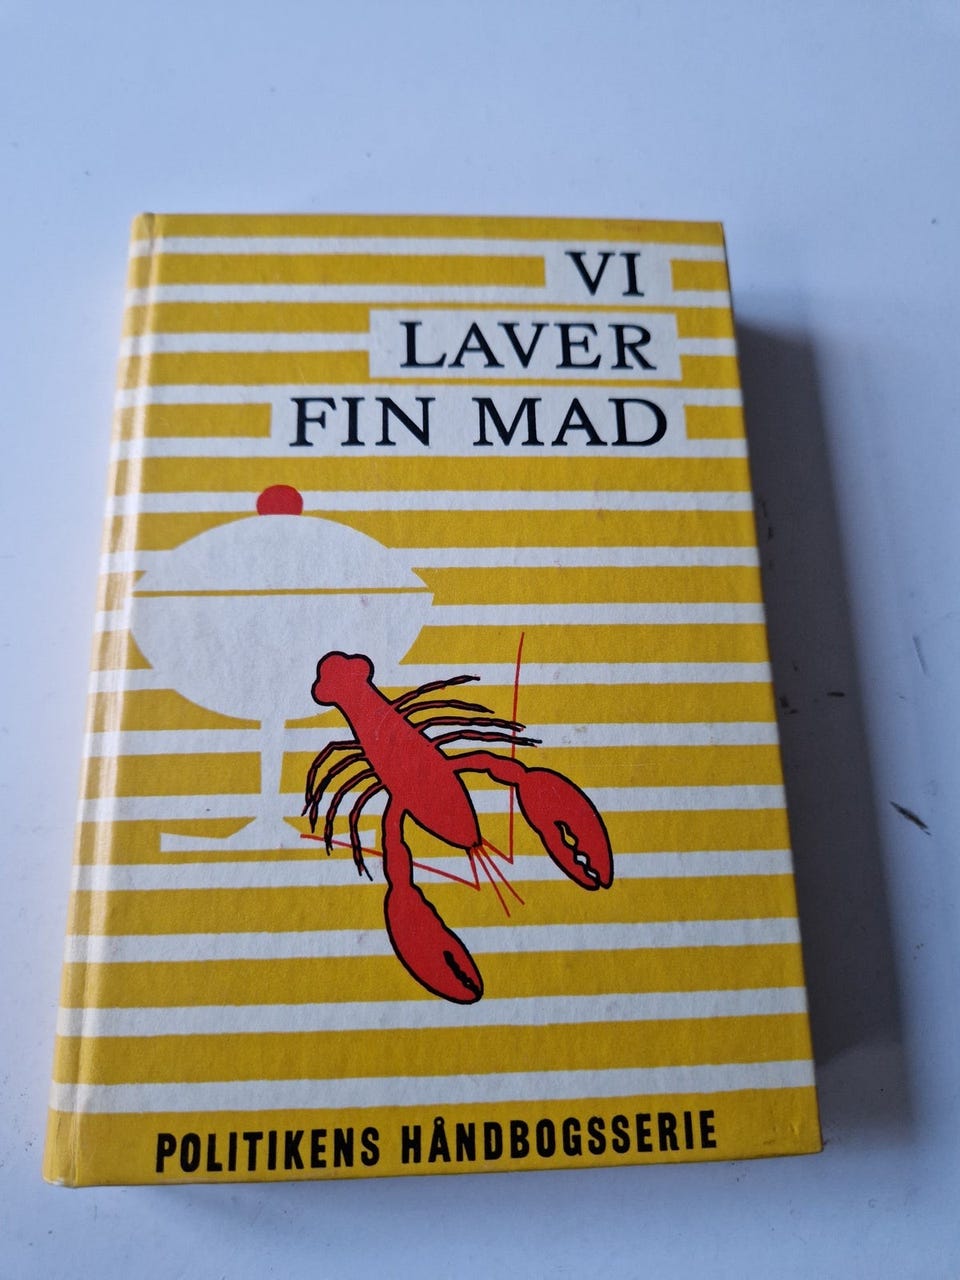 VI
LAVER
FIN MAD
POLITIKENS HÅNDBOGSSERIE